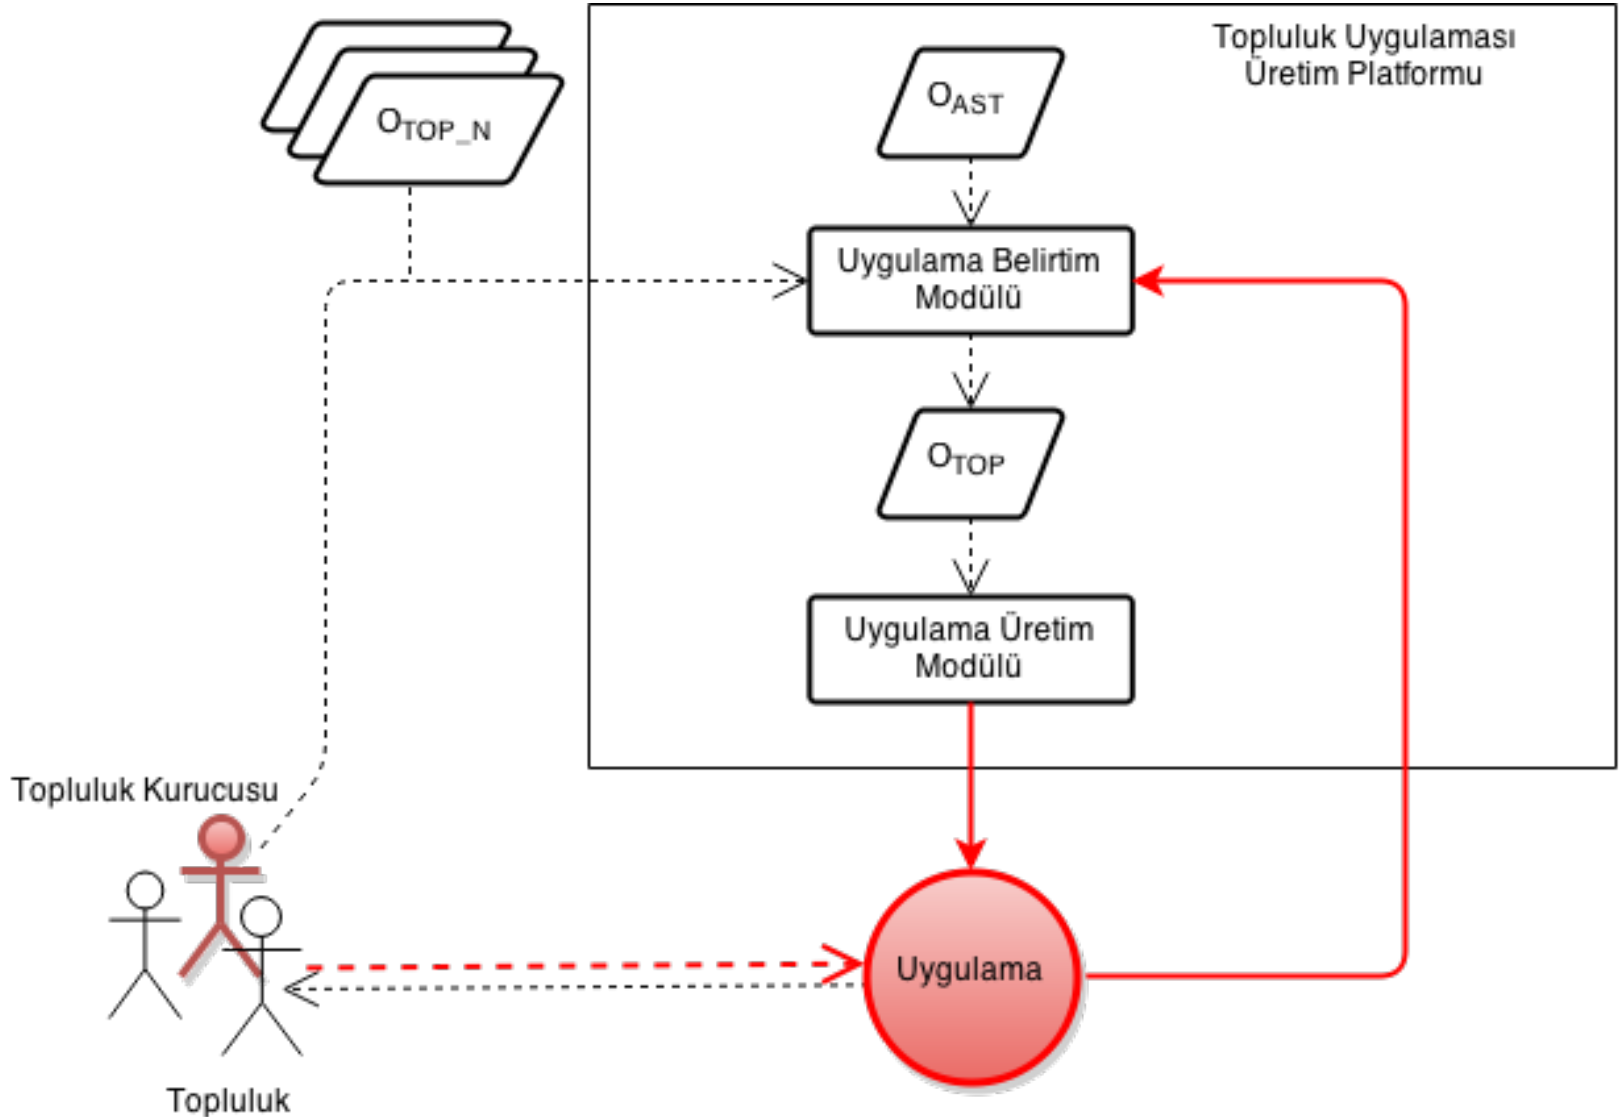 Topluluk Uygulaması
Üretim Platformu
O_AST
O_TOP_N
Uygulama Belirtim
Modülü
O_TOP
Uygulama Üretim
Modülü
Topluluk Kurucusu
Uygulama
Topluluk